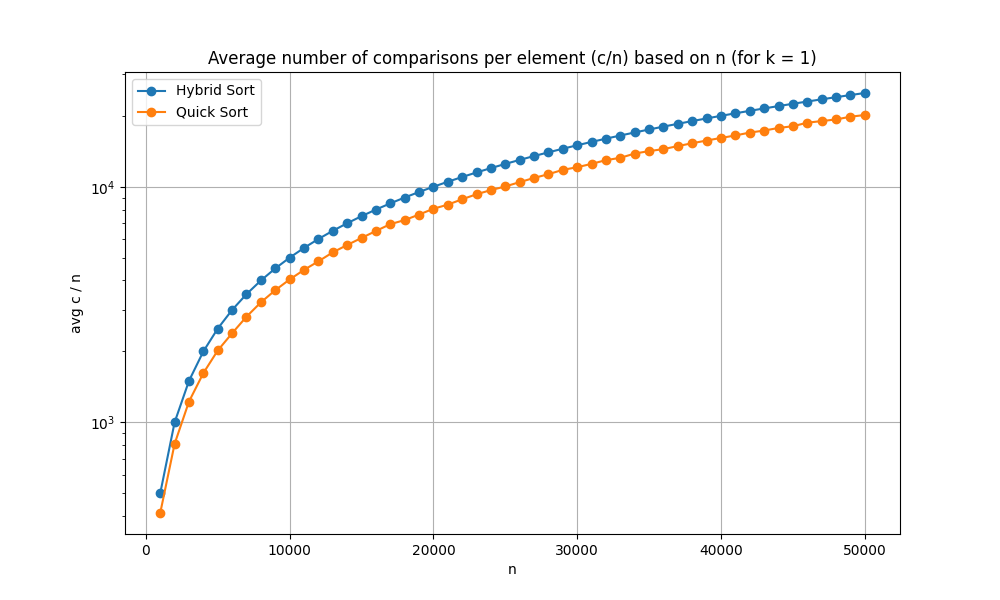 Average number of comparisons per element (c/n) based on n (for k = 1)
Hybrid Sort
Quick Sort
avg c / n
10⁴
10³
0 10000 20000 30000 40000 50000
n